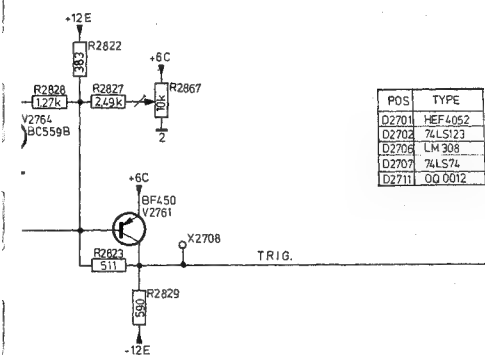 +12E
R2822
383
+6C
R2828
R2827
R2867
1,27k
2,49k
10k
V2764
BC559B
2
POS TYPE
D2701 HEF4052
D2702 74LS123
D2706 LM308
D2707 74LS74
D2711 OQ 0012
+6C
BF450
V2761
X2708
R2823
511
TRIG.
R2829
590
-12E